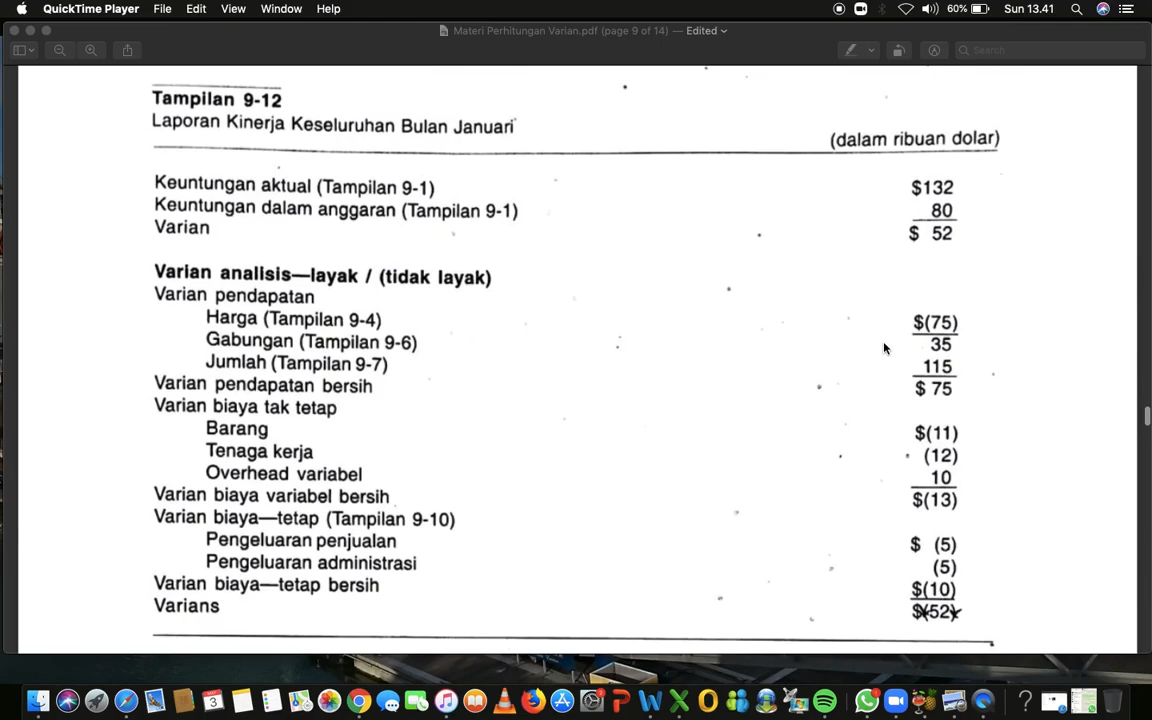 QuickTime Player File Edit View Window Help 60% Sun 13.41
Materi Perhitungan Varian.pdf (page 9 of 14) — Edited
Search
Tampilan 9-12
Laporan Kinerja Keseluruhan Bulan Januari
(dalam ribuan dolar)
Keuntungan aktual (Tampilan 9-1) $132
Keuntungan dalam anggaran (Tampilan 9-1) 80
Varian $ 52
Varian analisis—layak / (tidak layak)
Varian pendapatan
Harga (Tampilan 9-4) $(75)
Gabungan (Tampilan 9-6) 35
Jumlah (Tampilan 9-7) 115
Varian pendapatan bersih $ 75
Varian biaya tak tetap
Barang $(11)
Tenaga kerja (12)
Overhead variabel 10
Varian biaya variabel bersih $(13)
Varian biaya—tetap (Tampilan 9-10)
Pengeluaran penjualan $ (5)
Pengeluaran administrasi (5)
Varian biaya—tetap bersih $(10)
Varians $(52)
3